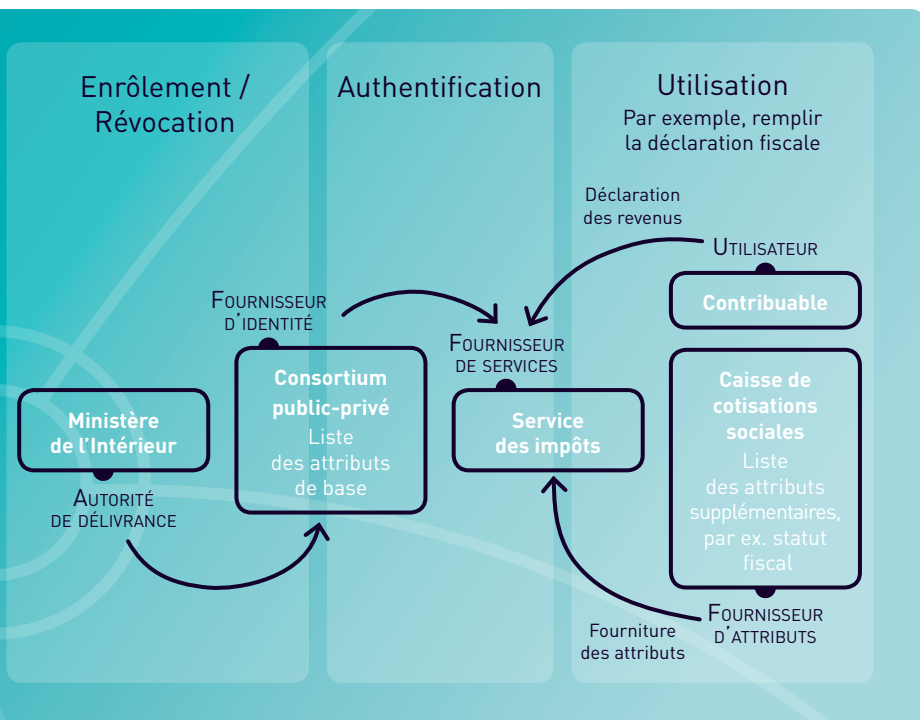 Enrôlement /
Révocation
Authentification
Utilisation
Par exemple, remplir
la déclaration fiscale
Déclaration
des revenus
Utilisateur
Contribuable
Fournisseur
d'identité
Consortium
public-privé
Liste
des attributs
de base
Ministère
de l'Intérieur
Autorité
de délivrance
Fournisseur
de services
Service
des impôts
Caisse de
cotisations
sociales
Liste
des attributs
supplémentaires,
par ex. statut
fiscal
Fournisseur
d'attributs
Fourniture
des attributs